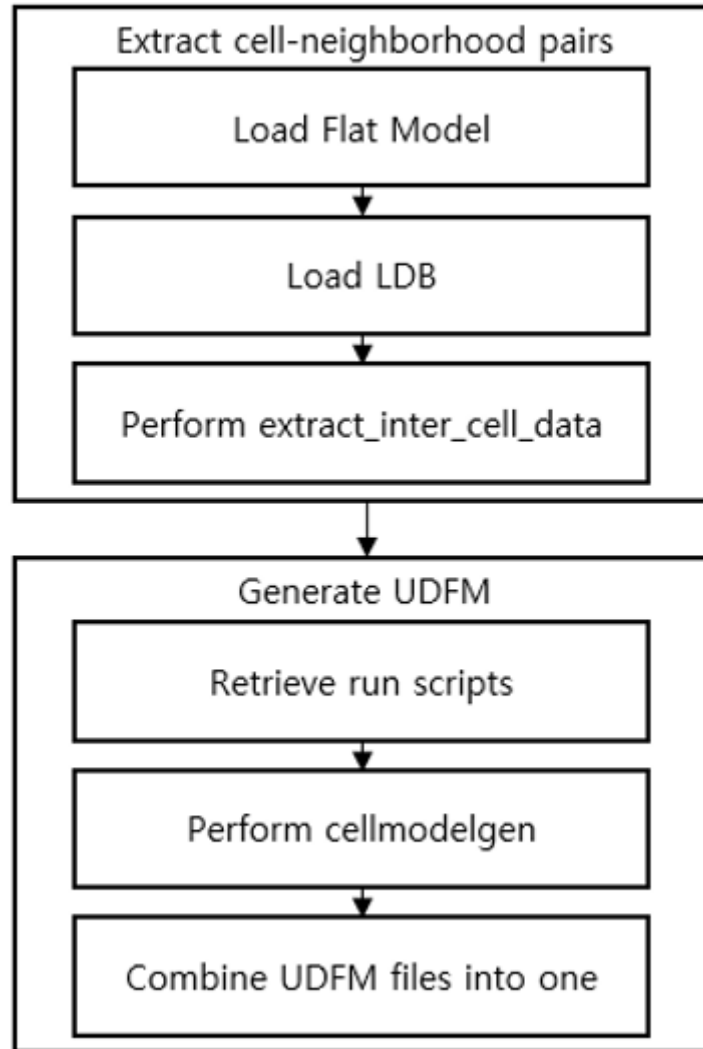 Extract cell-neighborhood pairs
Load Flat Model
Load LDB
Perform extract_inter_cell_data
Generate UDFM
Retrieve run scripts
Perform cellmodelgen
Combine UDFM files into one